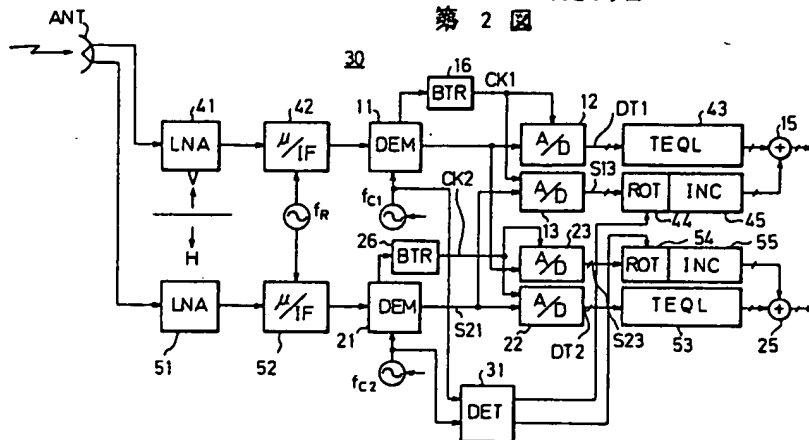 第 2 図
ANT
30
16
CK1
BTR
41
42
11
12
DT1
43
15
LNA
μ/IF
DEM
A/D
TEQL
+
CK2
S13
V
A/D
ROT
INC
fR
fC1
13
23
44
45
H
26
BTR
54
55
A/D
ROT
INC
LNA
μ/IF
DEM
A/D
TEQL
+
51
52
21
S21
22
DT2
S23
53
25
fC2
31
DET